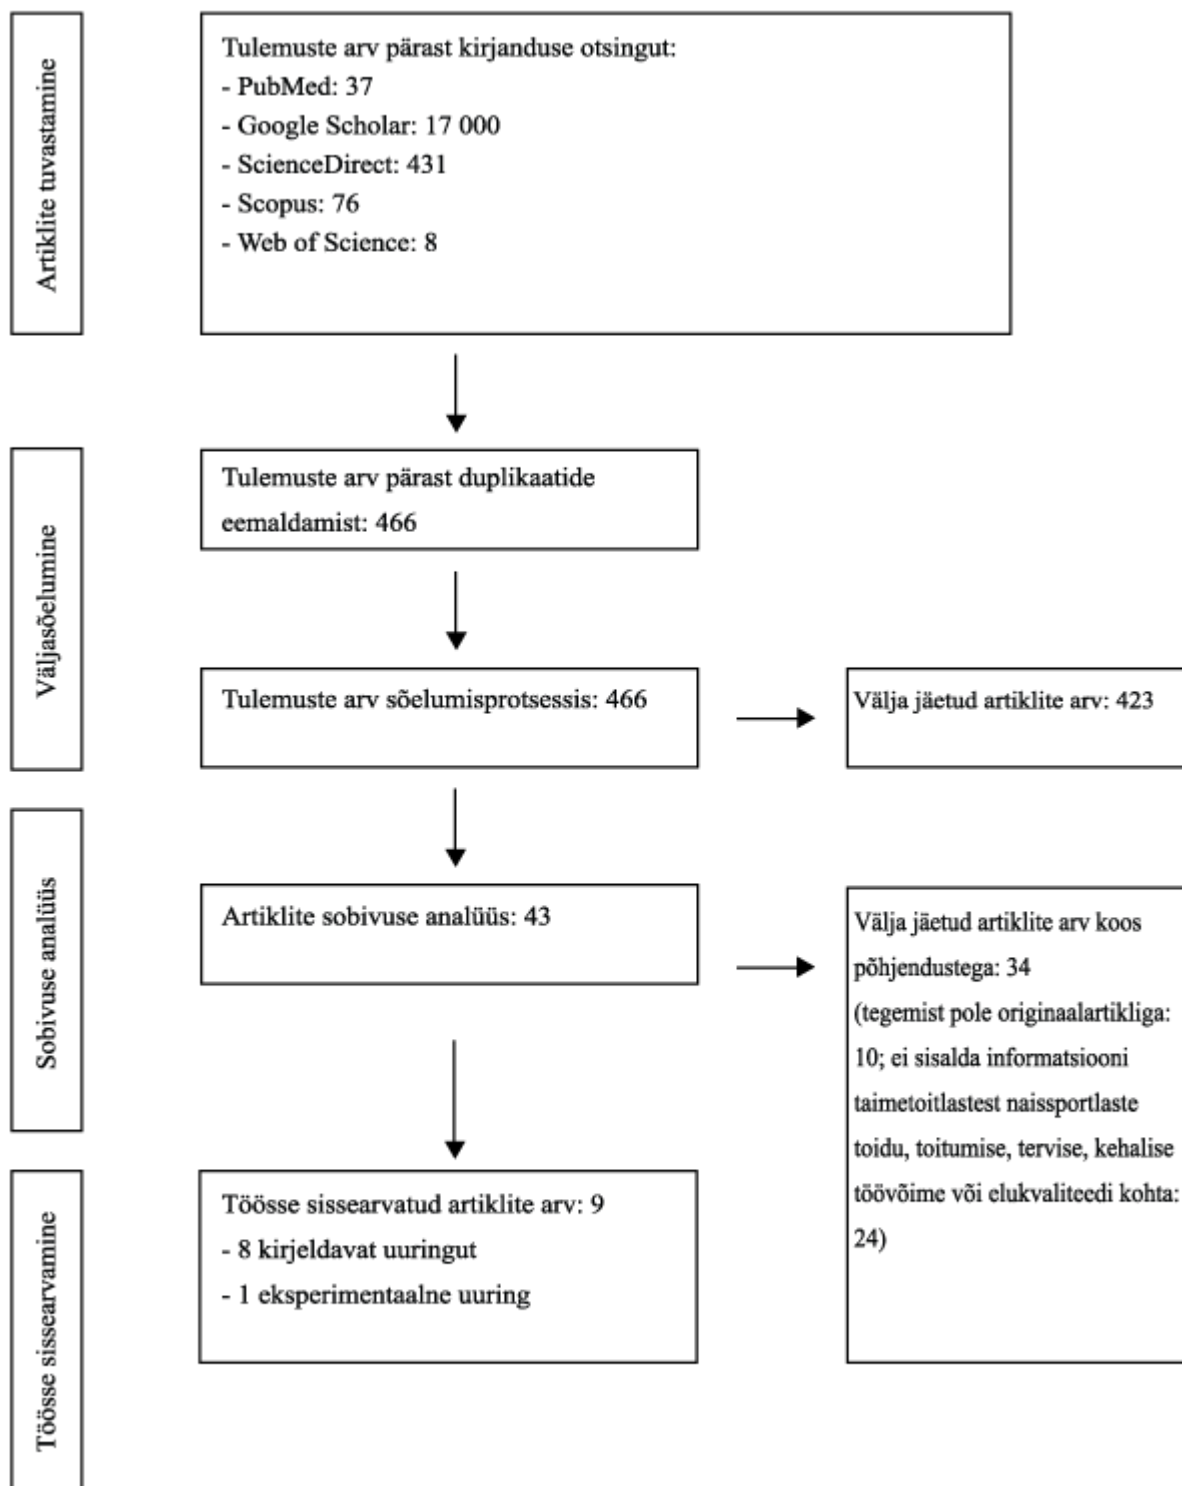 Artiklite tuvastamine
Tulemuste arv pärast kirjanduse otsingut:
- PubMed: 37
- Google Scholar: 17 000
- ScienceDirect: 431
- Scopus: 76
- Web of Science: 8
Väljasõelumine
Tulemuste arv pärast duplikaatide
eemaldamist: 466
Tulemuste arv sõelumisprotsessis: 466
Välja jäetud artiklite arv: 423
Sobivuse analüüs
Artiklite sobivuse analüüs: 43
Välja jäetud artiklite arv koos
põhjendustega: 34
(tegemist pole originaalartikliga:
10; ei sisalda informatsiooni
taimetoitlastest naissportlaste
toidu, toitumise, tervise, kehalise
töövõime või elukvaliteedi kohta:
24)
Töösse sissearvamine
Töösse sissearvatud artiklite arv: 9
- 8 kirjeldavat uuringut
- 1 eksperimentaalne uuring